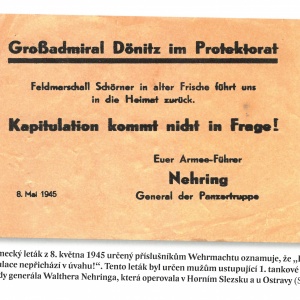 Großadmiral Dönitz im Protektorat
Feldmarschall Schörner in alter Frische führt uns
in die Heimat zurück.
Kapitulation kommt nicht in Frage!
Euer Armee-Führer
Nehring
8. Mai 1945
General der Panzertruppe
necký leták z 8. května 1945 určený příslušníkům Wehrmachtu oznamuje, že
ulace nepřichází v úvahu!“. Tento leták byl určen mužům ustupující 1. tankové
dy generála Walthera Nehringa, která operovala v Horním Slezsku a u Ostravy